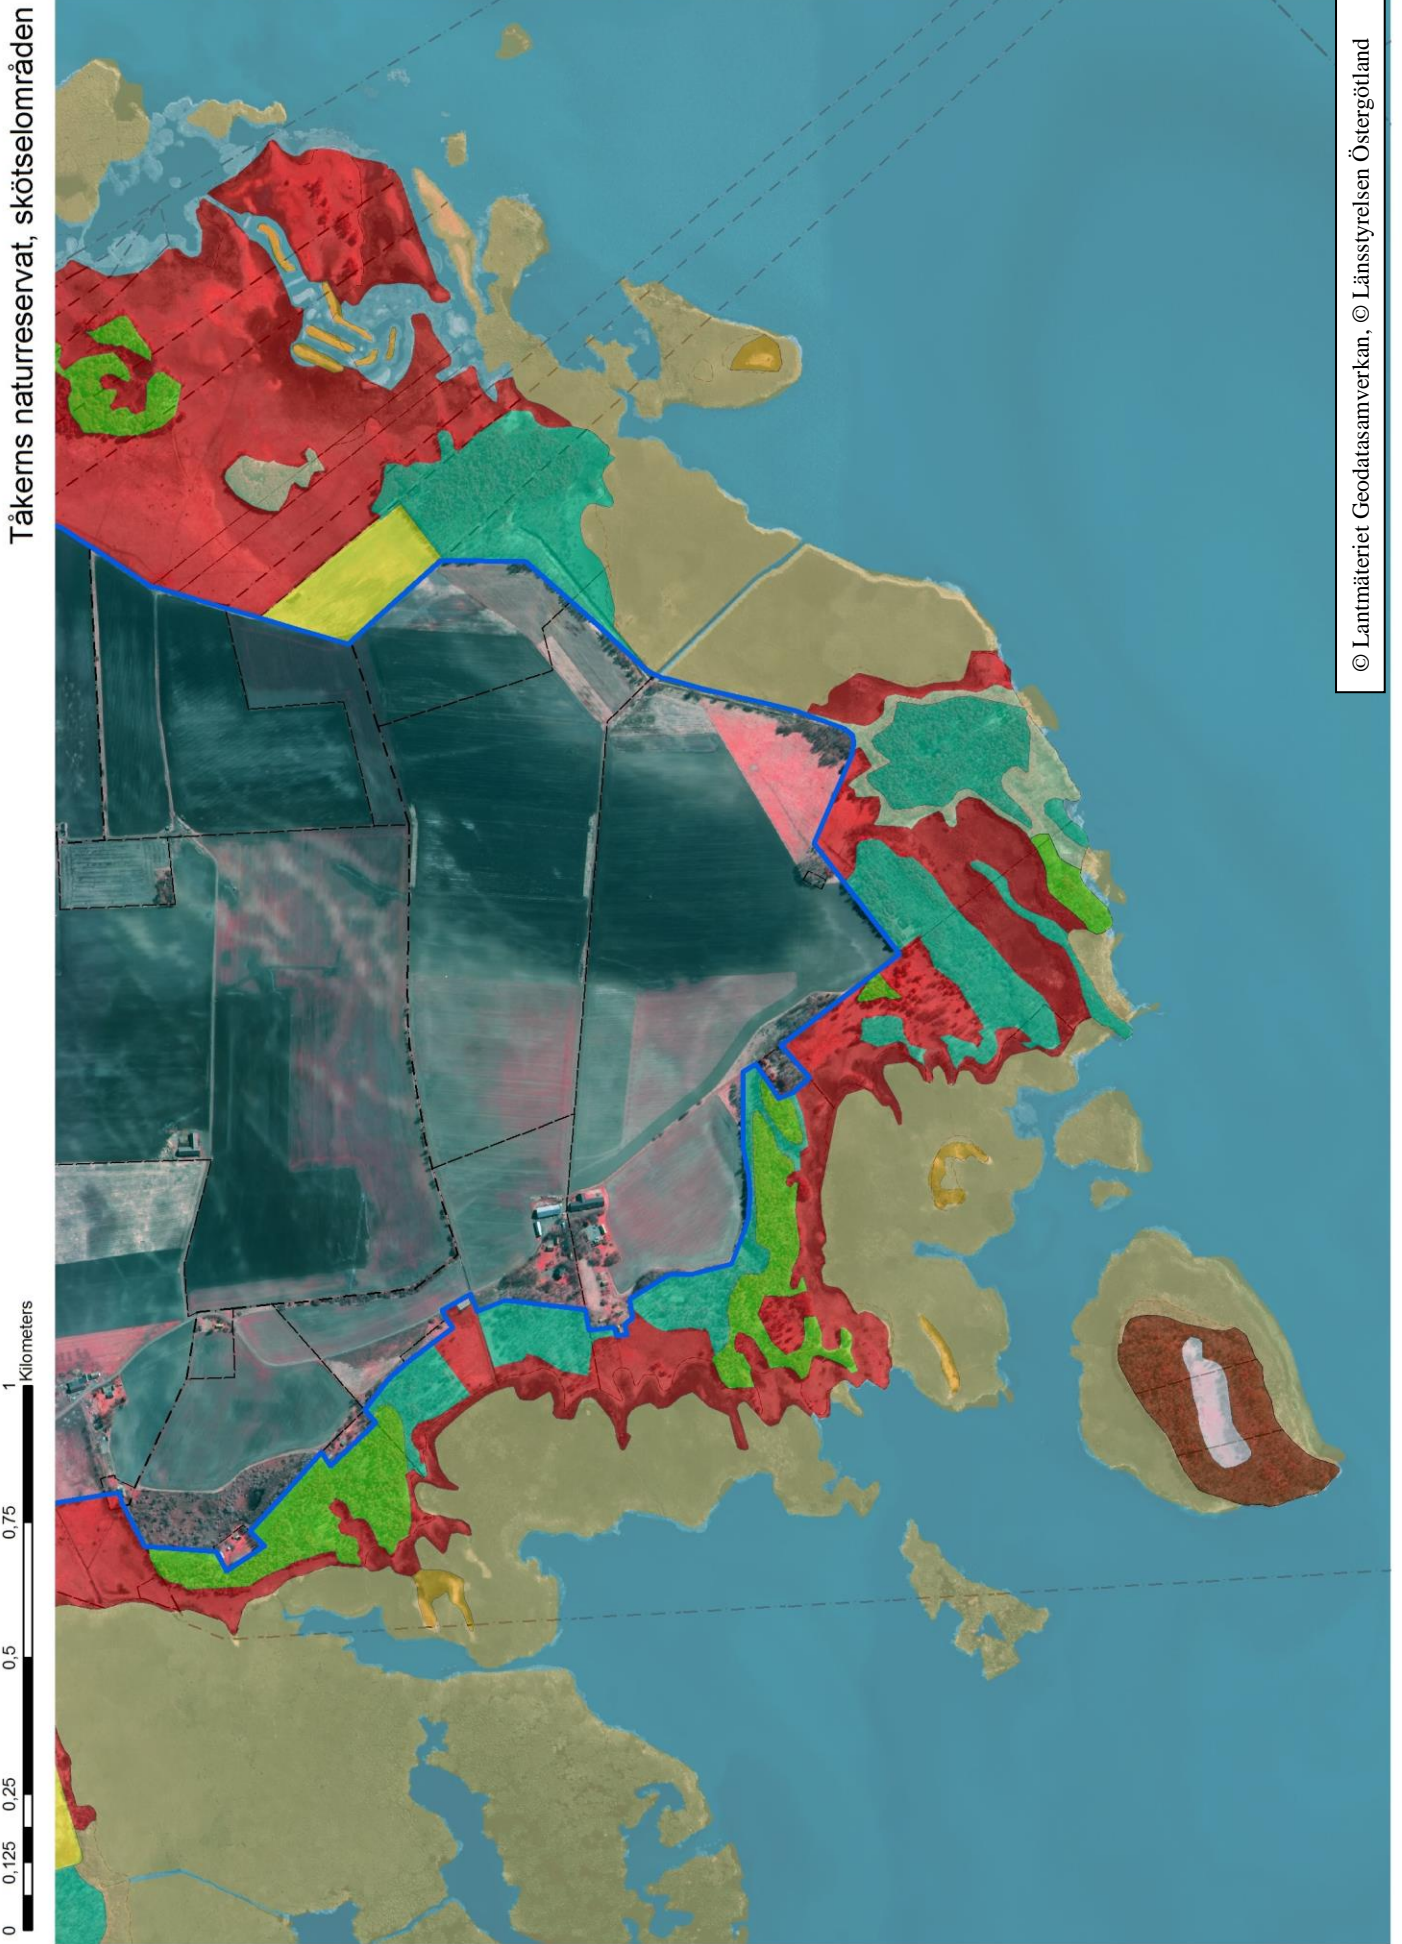 Tåkerns naturreservat, skötselområden
0 0,125 0,25 0,5 0,75 1
Kilometers
© Lantmäteriet Geodatasamverkan, © Länsstyrelsen Östergötland